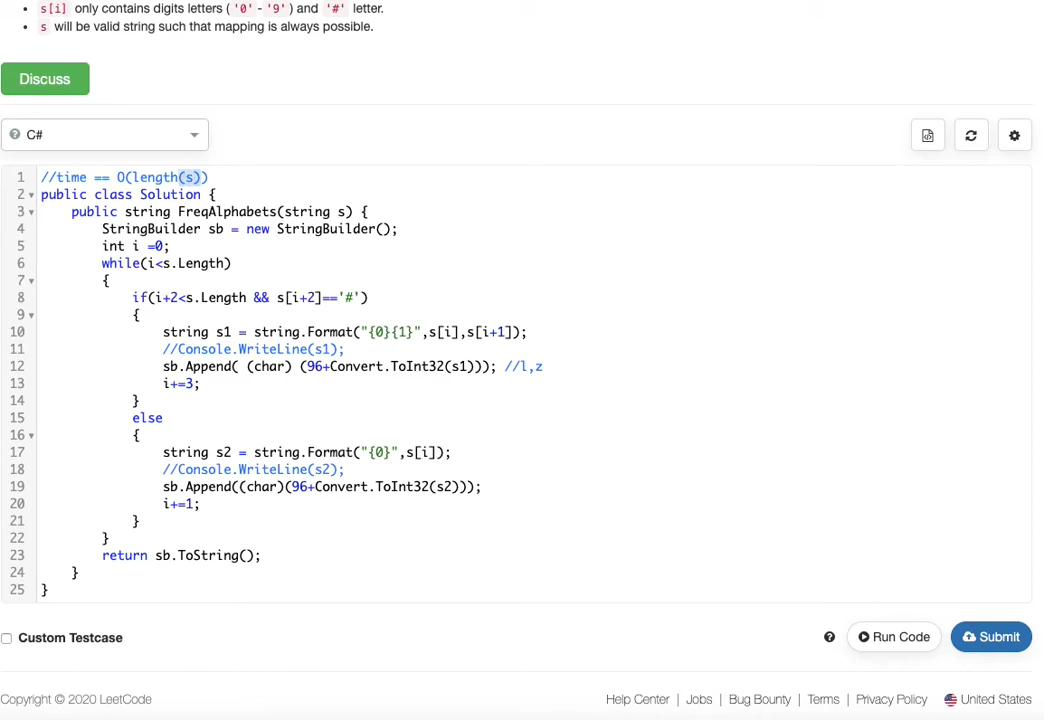 s[i] only contains digits letters ('0'-'9') and '#' letter.
s will be valid string such that mapping is always possible.
Discuss
C#
1 //time == O(length(s))
2 public class Solution {
3 public string FreqAlphabets(string s) {
4 StringBuilder sb = new StringBuilder();
5 int i =0;
6 while(i<s.Length)
7 {
8 if(i+2<s.Length && s[i+2]=='#')
9 {
10 string s1 = string.Format("{0}{1}",s[i],s[i+1]);
11 //Console.WriteLine(s1);
12 sb.Append( (char) (96+Convert.ToInt32(s1))); //l,z
13 i+=3;
14 }
15 else
16 {
17 string s2 = string.Format("{0}",s[i]);
18 //Console.WriteLine(s2);
19 sb.Append((char)(96+Convert.ToInt32(s2)));
20 i+=1;
21 }
22 }
23 return sb.ToString();
24 }
25 }
Custom Testcase
? Run Code Submit
Copyright © 2020 LeetCode
Help Center | Jobs | Bug Bounty | Terms | Privacy Policy United States